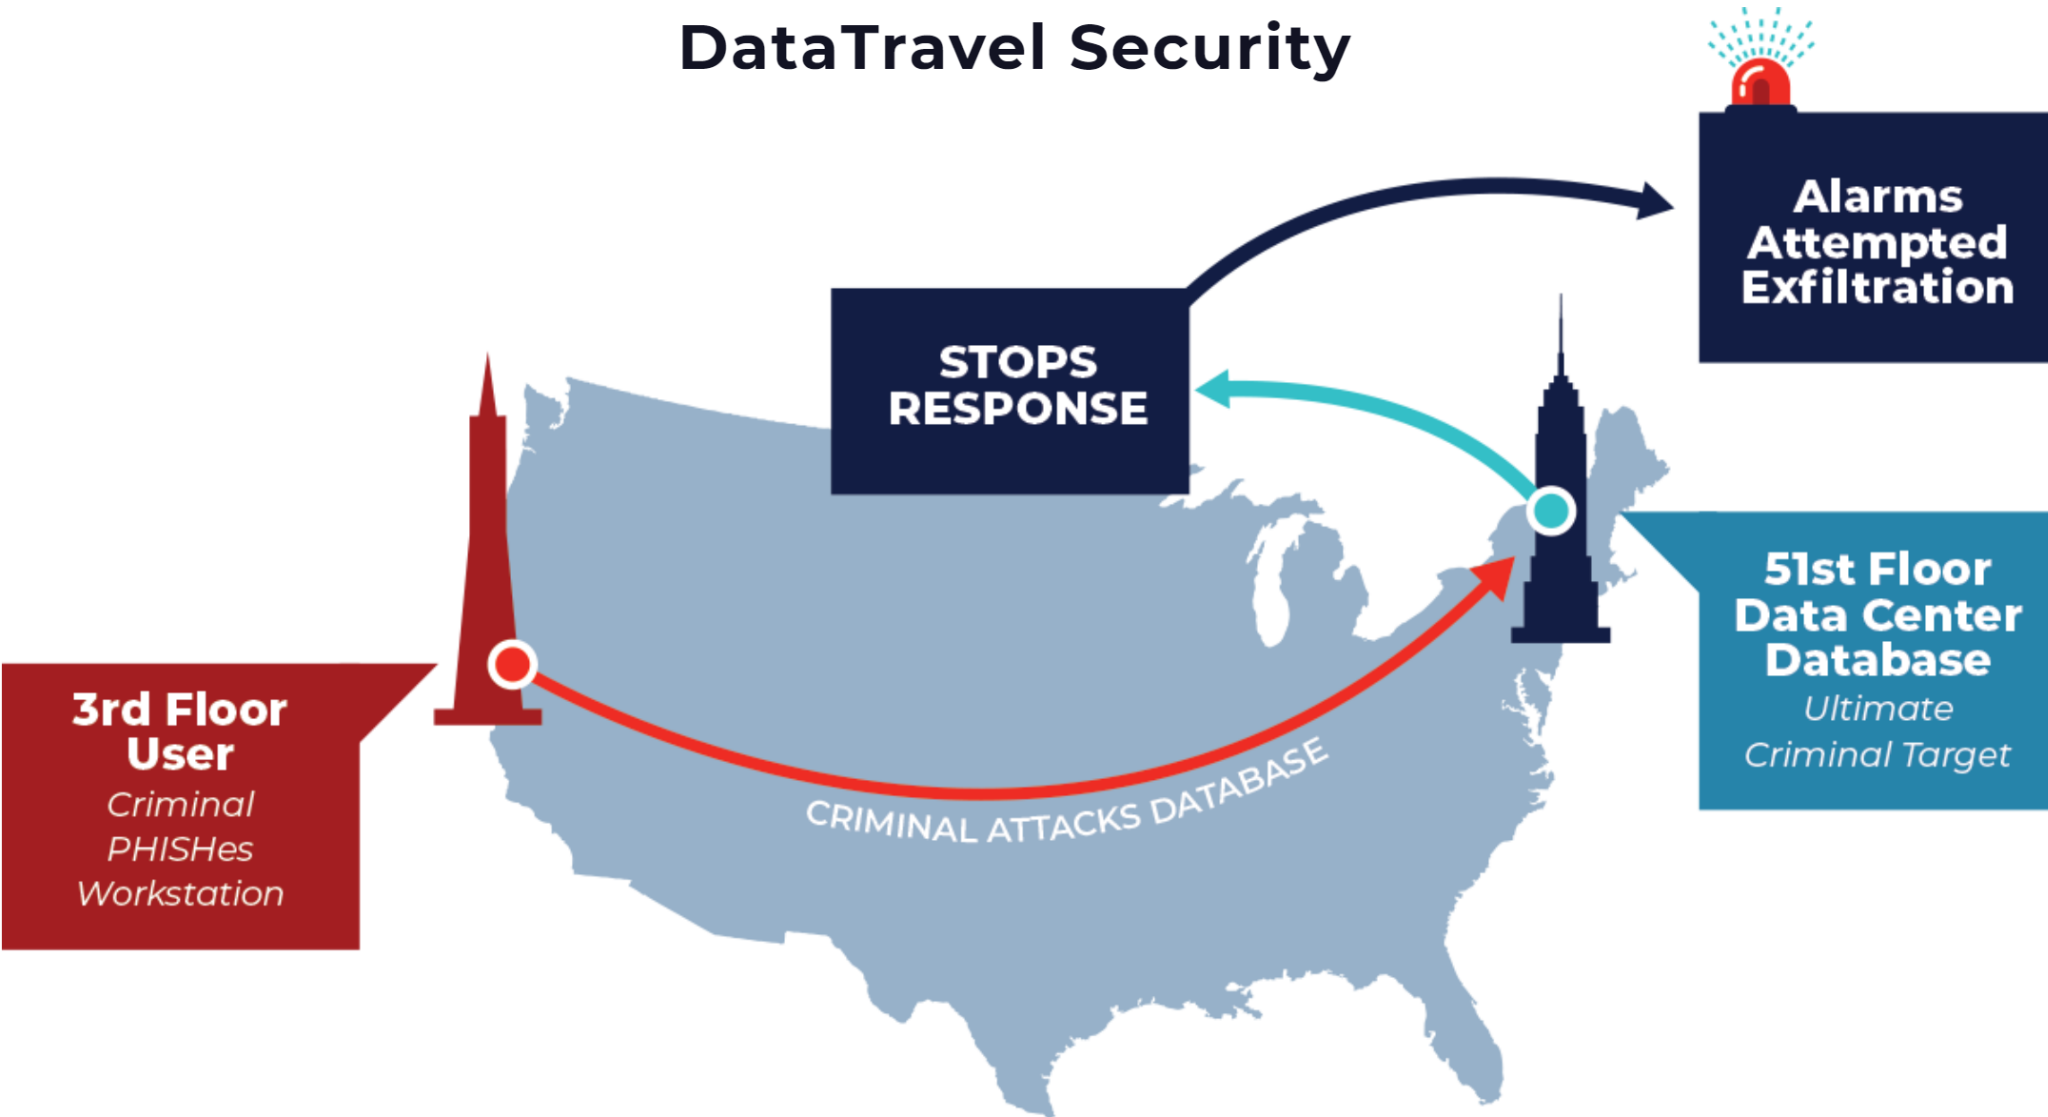 DataTravel Security
Alarms
Attempted
Exfiltration
STOPS
RESPONSE
51st Floor
Data Center
Database
Ultimate
Criminal Target
3rd Floor
User
Criminal
PHISHes
Workstation
CRIMINAL ATTACKS DATABASE